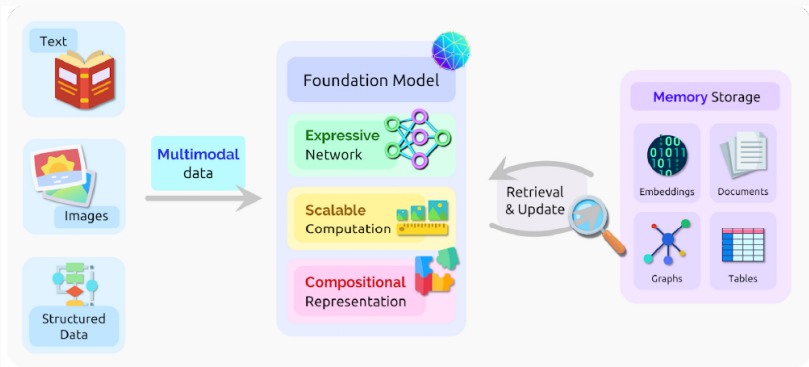 Text
Images
Structured
Data
Multimodal
data
Foundation Model
Expressive
Network
Scalable
Computation
Compositional
Representation
Retrieval
& Update
Memory Storage
Embeddings
Documents
Graphs
Tables